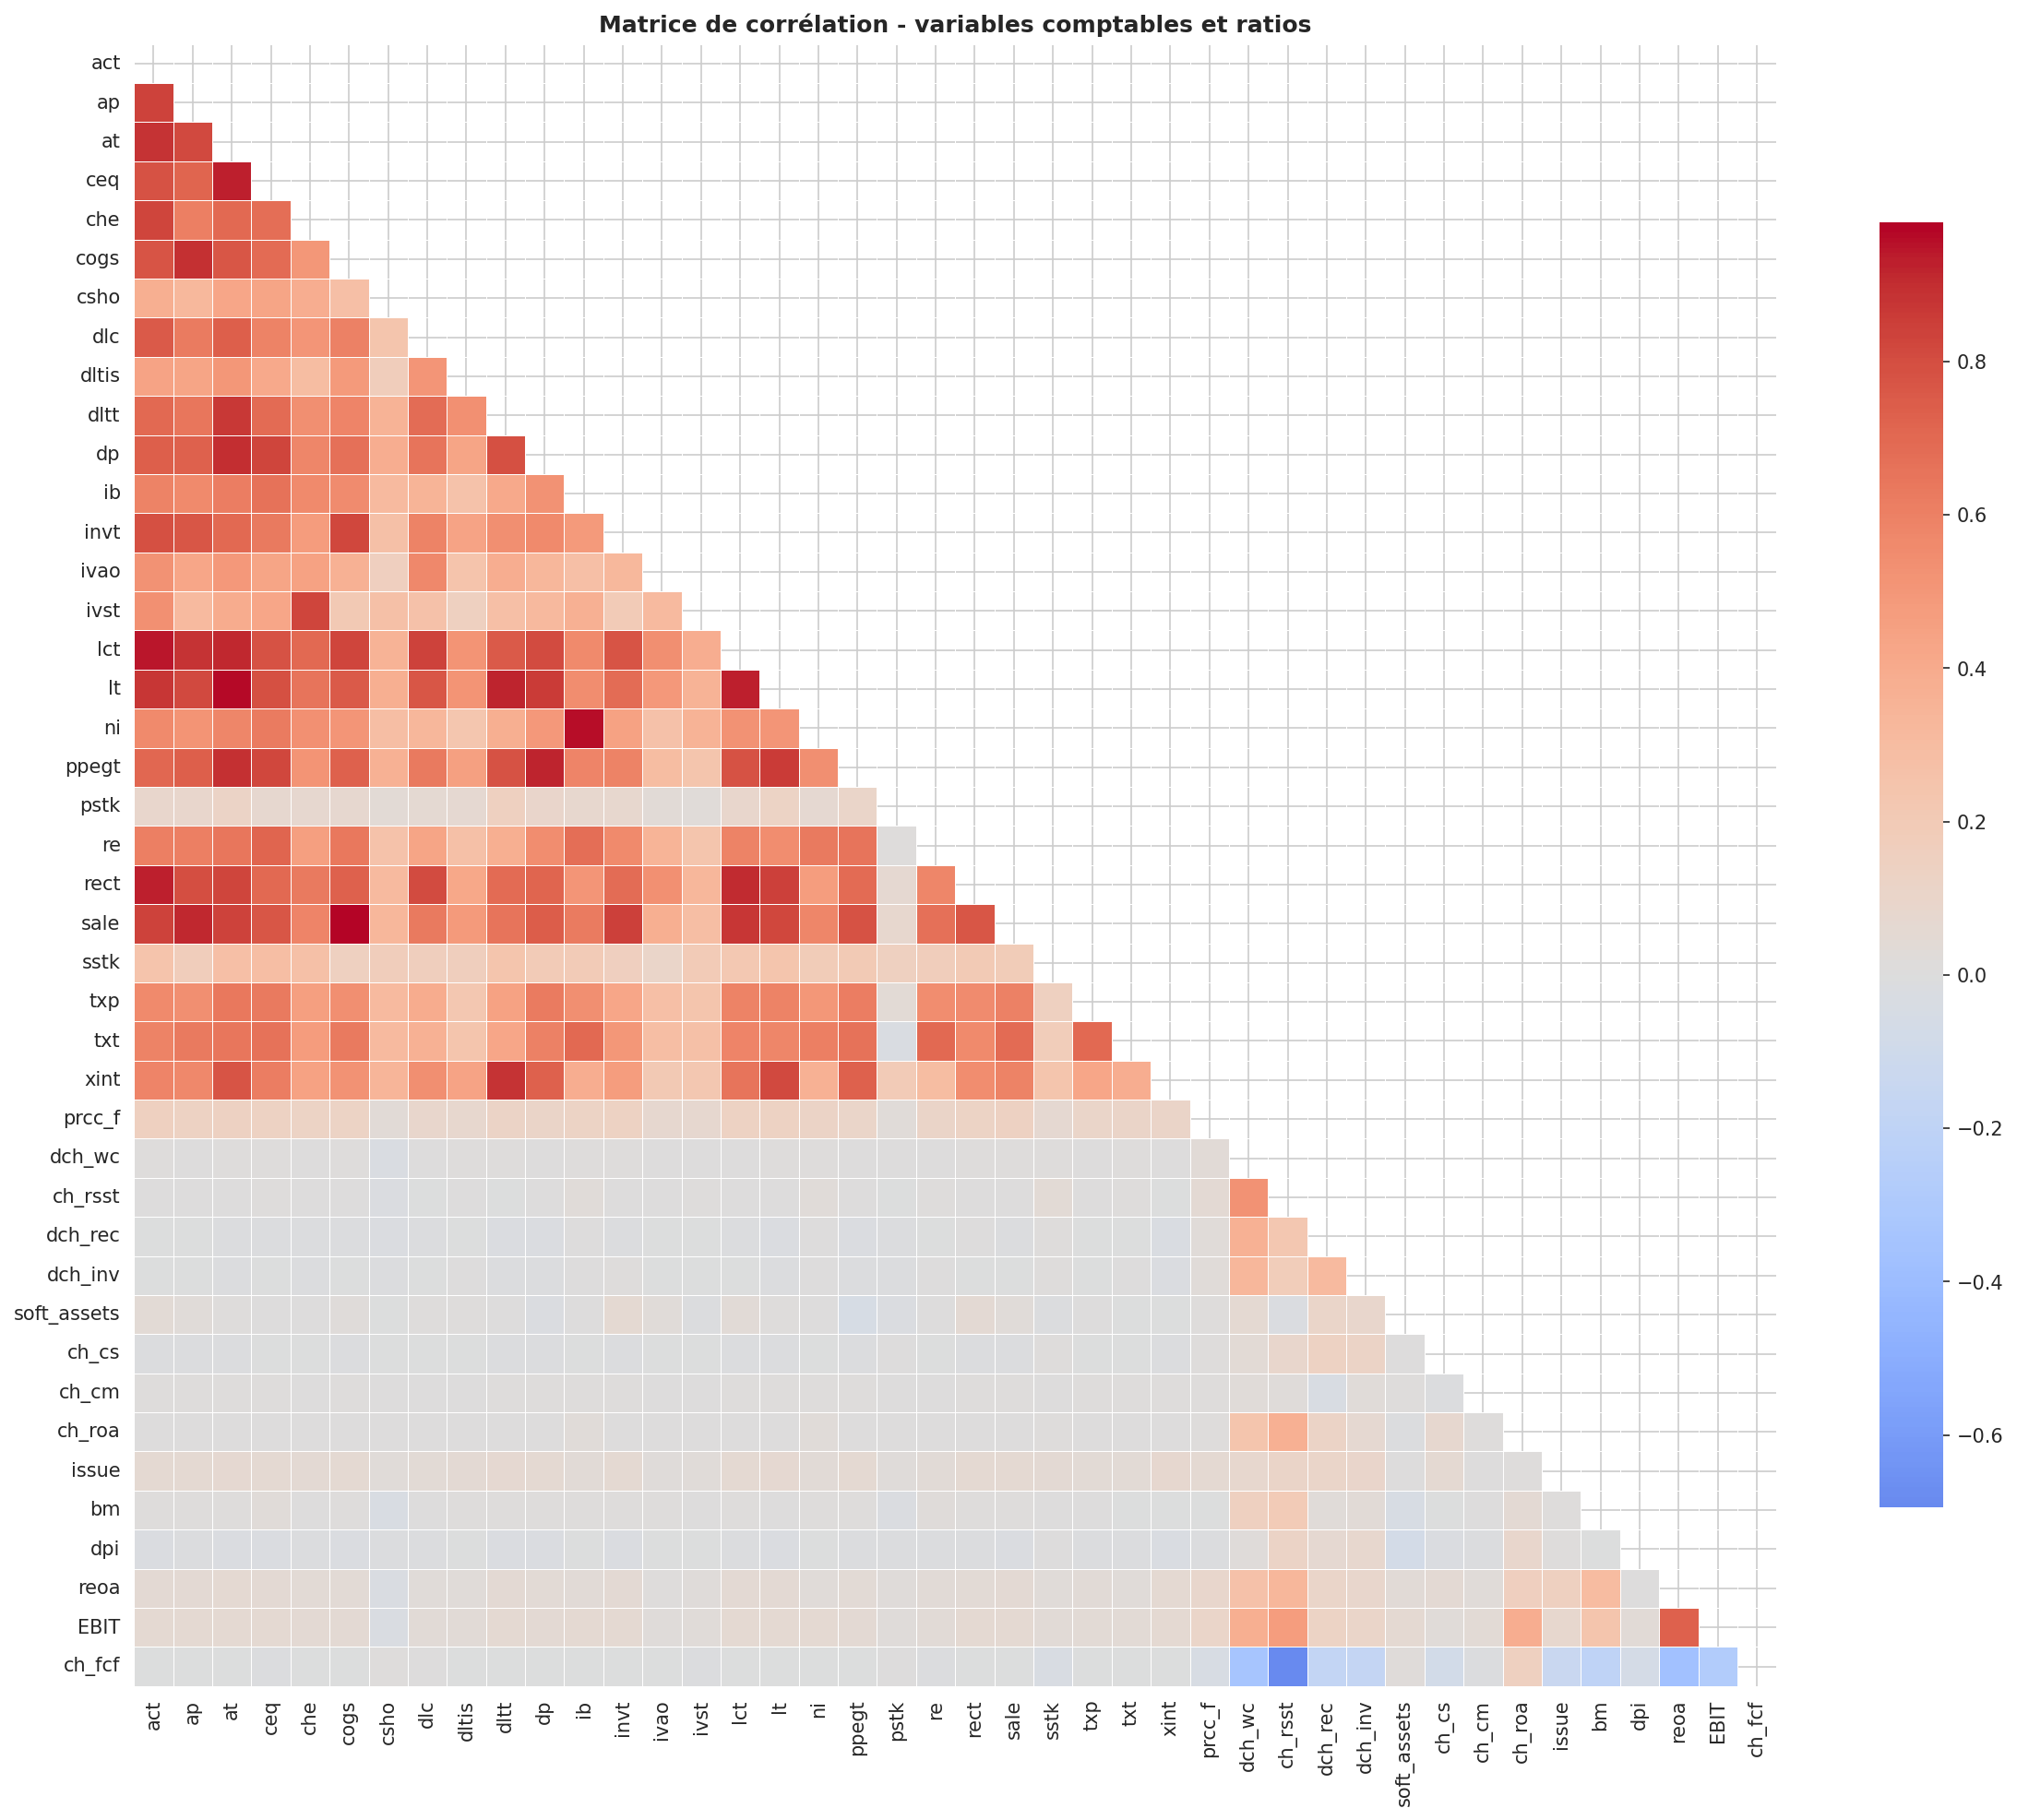 Matrice de corrélation - variables comptables et ratios
act
ap
at
ceq
che
cogs
csho
dlc
dltis
dltt
dp
ib
invt
ivao
ivst
lct
lt
ni
ppegt
pstk
re
rect
sale
sstk
txp
txt
xint
prcc_f
dch_wc
ch_rsst
dch_rec
dch_inv
soft_assets
ch_cs
ch_cm
ch_roa
issue
bm
dpi
reoa
EBIT
ch_fcf
act ap at ceq che cogs csho dlc dltis dltt dp ib invt ivao ivst lct lt ni ppegt pstk re rect sale sstk txp txt xint prcc_f dch_wc ch_rsst dch_rec dch_inv soft_assets ch_cs ch_cm ch_roa issue bm dpi reoa EBIT ch_fcf
0.8
0.6
0.4
0.2
0.0
−0.2
−0.4
−0.6